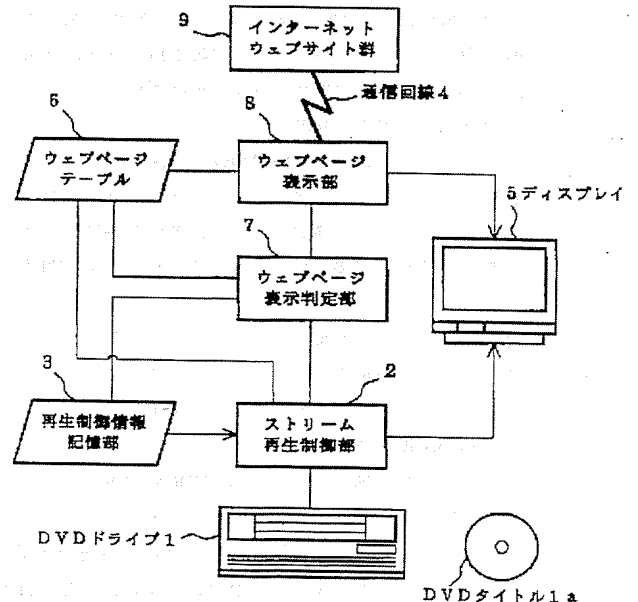 9
インターネット
ウェブサイト群
通信回線4
6
8
ウェブページ
テーブル
ウェブページ
表示部
5ディスプレイ
7
ウェブページ
表示判定部
3
2
再生制御情報
記憶部
ストリーム
再生制御部
DVDドライブ1
DVDタイトル1a